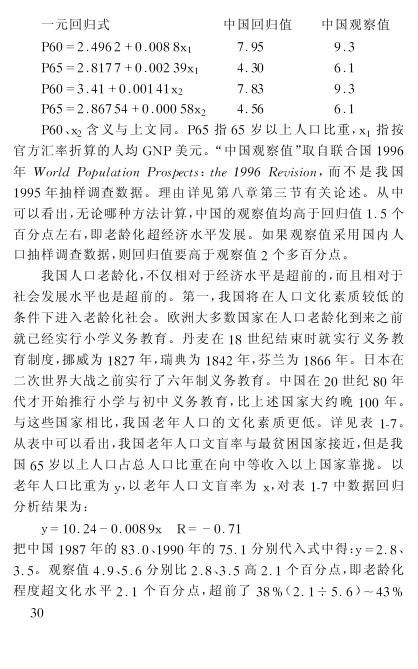 一元回归式 中国回归值 中国观察值
P60=2.4962+0.0088x₁ 7.95 9.3
P65=2.8177+0.00239x₁ 4.30 6.1
P60=3.41+0.00141x₂ 7.83 9.3
P65=2.86754+0.00058x₂ 4.56 6.1
P60、x₂ 含义与上文同。P65 指 65 岁以上人口比重,x₁ 指按
官方汇率折算的人均 GNP 美元。“中国观察值”取自联合国 1996
年 World Population Prospects: the 1996 Revision,而不是我国
1995 年抽样调查数据。理由详见第八章第三节有关论述。从中
可以看出,无论哪种方法计算,中国的观察值均高于回归值 1.5 个
百分点左右,即老龄化超经济水平发展。如果观察值采用国内人
口抽样调查数据,则回归值要高于观察值 2 个多百分点。
我国人口老龄化,不仅相对于经济水平是超前的,而且相对于
社会发展水平也是超前的。第一,我国将在人口文化素质较低的
条件下进入老龄化社会。欧洲大多数国家在人口老龄化到来之前
就已经实行小学义务教育。丹麦在 18 世纪结束时就实行义务教
育制度,挪威为 1827 年,瑞典为 1842 年,芬兰为 1866 年。日本在
二次世界大战之前实行了六年制义务教育。中国在 20 世纪 80 年
代才开始推行小学与初中义务教育,比上述国家大约晚 100 年。
与这些国家相比,我国老年人口的文化素质更低。详见表 1-7。
从表中可以看出,我国老年人口文盲率与最贫困国家接近,但是我
国 65 岁以上人口占总人口比重在向中等收入以上国家靠拢。以
老年人口比重为 y,以老年人口文盲率为 x,对表 1-7 中数据回归
分析结果为:
y=10.24-0.0089x R=-0.71
把中国 1987 年的 83.0、1990 年的 75.1 分别代入式中得:y=2.8、
3.5。观察值 4.9、5.6 分别比 2.8、3.5 高 2.1 个百分点,即老龄化
程度超文化水平 2.1 个百分点,超前了 38%(2.1÷5.6)~43%
30